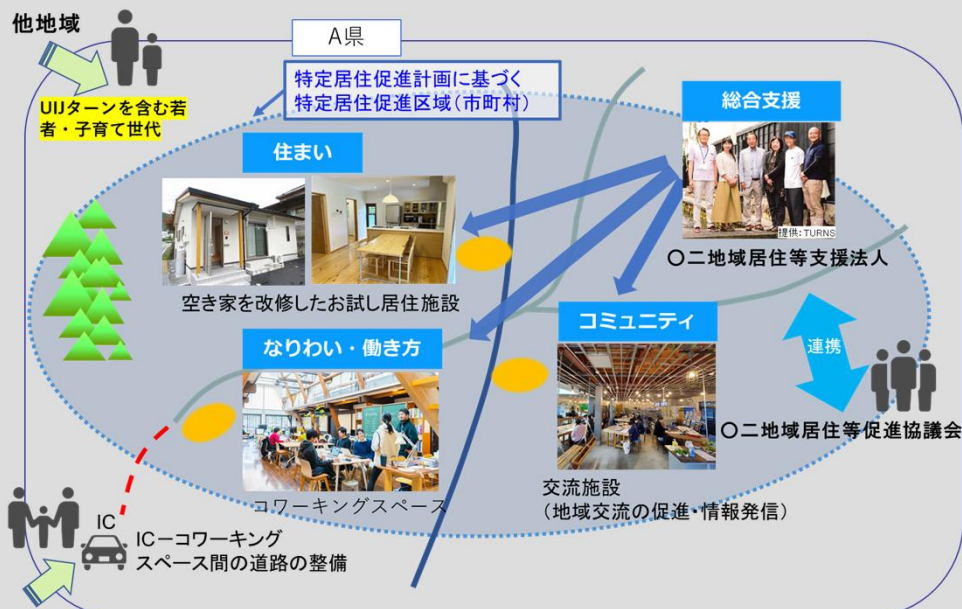 他地域
A県
UIJターンを含む若
者・子育て世代
特定居住促進計画に基づく
特定居住促進区域（市町村）
総合支援
住まい
提供：TURNS
〇二地域居住等支援法人
空き家を改修したお試し居住施設
コミュニティ
なりわい・働き方
連携
〇二地域居住等促進協議会
コワーキングスペース
交流施設
（地域交流の促進・情報発信）
IC
IC－コワーキング
スペース間の道路の整備